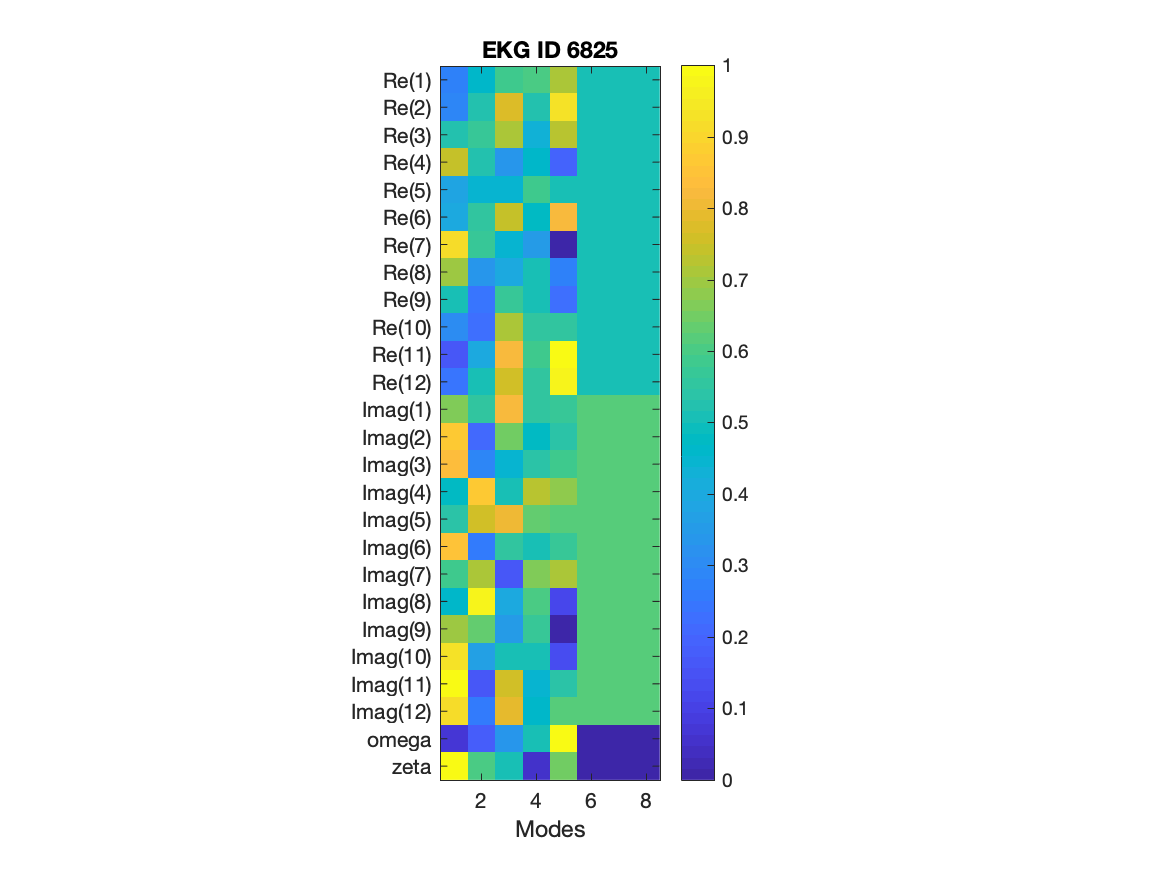 EKG ID 6825
Re(1)
Re(2)
Re(3)
Re(4)
Re(5)
Re(6)
Re(7)
Re(8)
Re(9)
Re(10)
Re(11)
Re(12)
Imag(1)
Imag(2)
Imag(3)
Imag(4)
Imag(5)
Imag(6)
Imag(7)
Imag(8)
Imag(9)
Imag(10)
Imag(11)
Imag(12)
omega
zeta
2 4 6 8
Modes
1
0.9
0.8
0.7
0.6
0.5
0.4
0.3
0.2
0.1
0